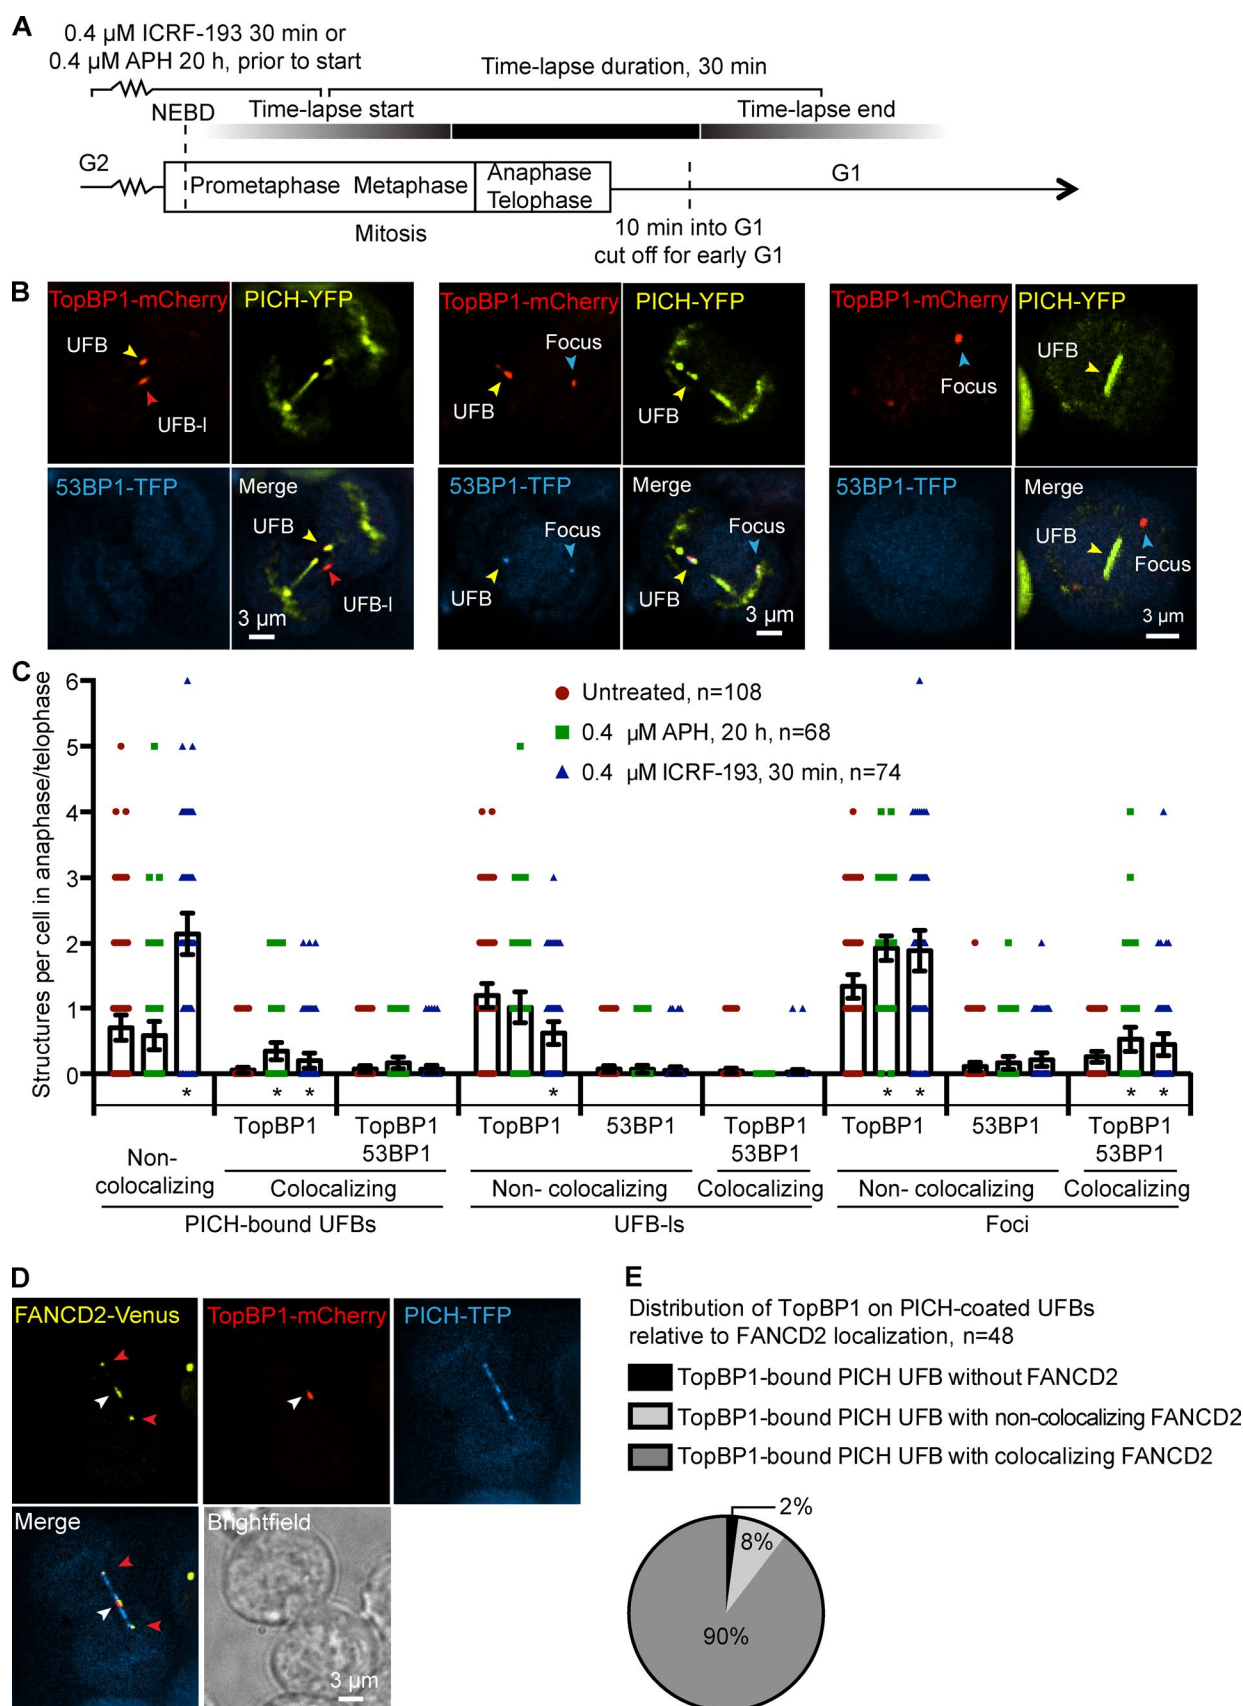 A
0.4 µM ICRF-193 30 min or
0.4 µM APH 20 h, prior to start
Time-lapse duration, 30 min
NEBD
Time-lapse start
Time-lapse end
G2
Prometaphase Metaphase
Anaphase
Telophase
G1
Mitosis
10 min into G1
cut off for early G1
B
TopBP1-mCherry
PICH-YFP
UFB
UFB-l
53BP1-TFP
Merge
UFB
UFB-l
3 µm
TopBP1-mCherry
PICH-YFP
Focus
UFB
UFB
53BP1-TFP
Merge
Focus
Focus
UFB
UFB
3 µm
TopBP1-mCherry
PICH-YFP
UFB
Focus
53BP1-TFP
Merge
UFB
Focus
3 µm
C
Structures per cell in anaphase/telophase
6
5
4
3
2
1
0
Untreated, n=108
0.4 µM APH, 20 h, n=68
0.4 µM ICRF-193, 30 min, n=74
* * * * * * * *
TopBP1
TopBP1
53BP1
TopBP1
53BP1
TopBP1
53BP1
TopBP1
53BP1
TopBP1
53BP1
Non-
colocalizing
Colocalizing
Non- colocalizing
Colocalizing
Non- colocalizing
Colocalizing
PICH-bound UFBs
UFB-ls
Foci
D
FANCD2-Venus
TopBP1-mCherry
PICH-TFP
Merge
Brightfield
3 µm
E
Distribution of TopBP1 on PICH-coated UFBs
relative to FANCD2 localization, n=48
TopBP1-bound PICH UFB without FANCD2
TopBP1-bound PICH UFB with non-colocalizing FANCD2
TopBP1-bound PICH UFB with colocalizing FANCD2
2%
8%
90%